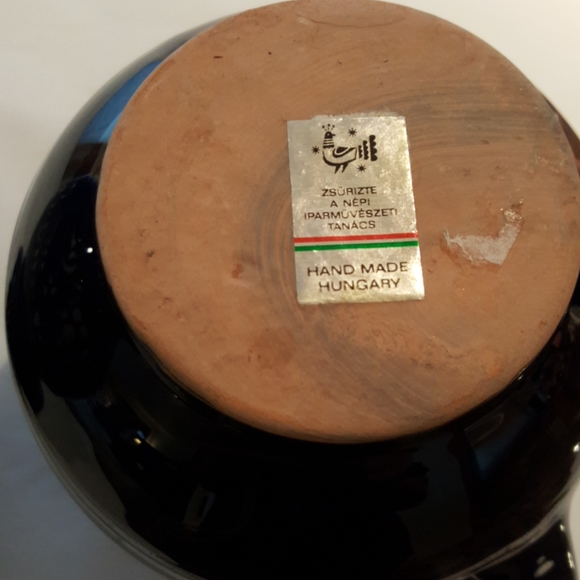 ZSŰRIZTE
A NÉPI
IPARMŰVÉSZETI
TANÁCS
HAND MADE
HUNGARY